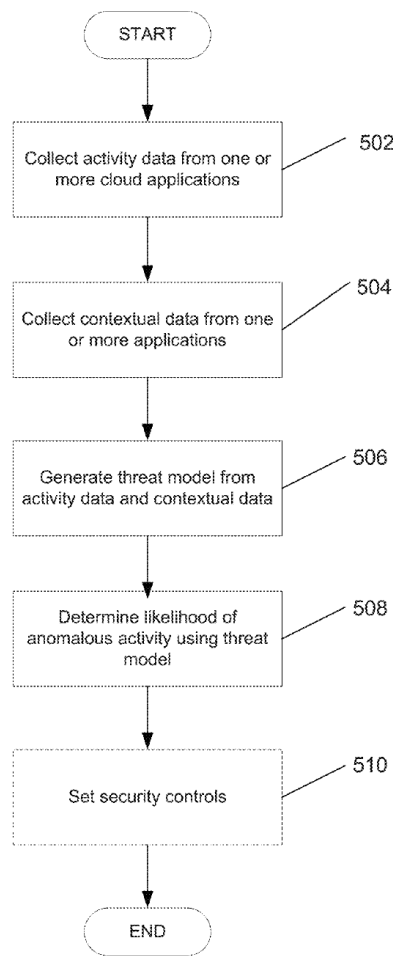 START
Collect activity data from one or
more cloud applications
502
Collect contextual data from one
or more applications
504
Generate threat model from
activity data and contextual data
506
Determine likelihood of
anomalous activity using threat
model
508
Set security controls
510
END